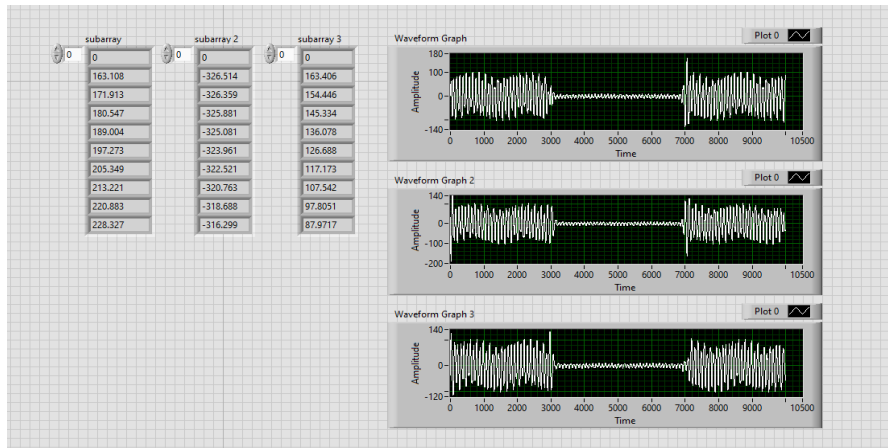 subarray
0
0
163.108
171.913
180.547
189.004
197.273
205.349
213.221
220.883
228.327
subarray 2
0
0
-326.514
-326.359
-325.881
-325.081
-323.961
-322.521
-320.763
-318.688
-316.299
subarray 3
0
0
163.406
154.446
145.334
136.078
126.688
117.173
107.542
97.8051
87.9717
Waveform Graph
Plot 0
Amplitude
180
100
0
-140
0 1000 2000 3000 4000 5000 6000 7000 8000 9000 10500
Time
Waveform Graph 2
Plot 0
Amplitude
140
0
-100
-200
0 1000 2000 3000 4000 5000 6000 7000 8000 9000 10500
Time
Waveform Graph 3
Plot 0
Amplitude
140
0
-120
0 1000 2000 3000 4000 5000 6000 7000 8000 9000 10500
Time